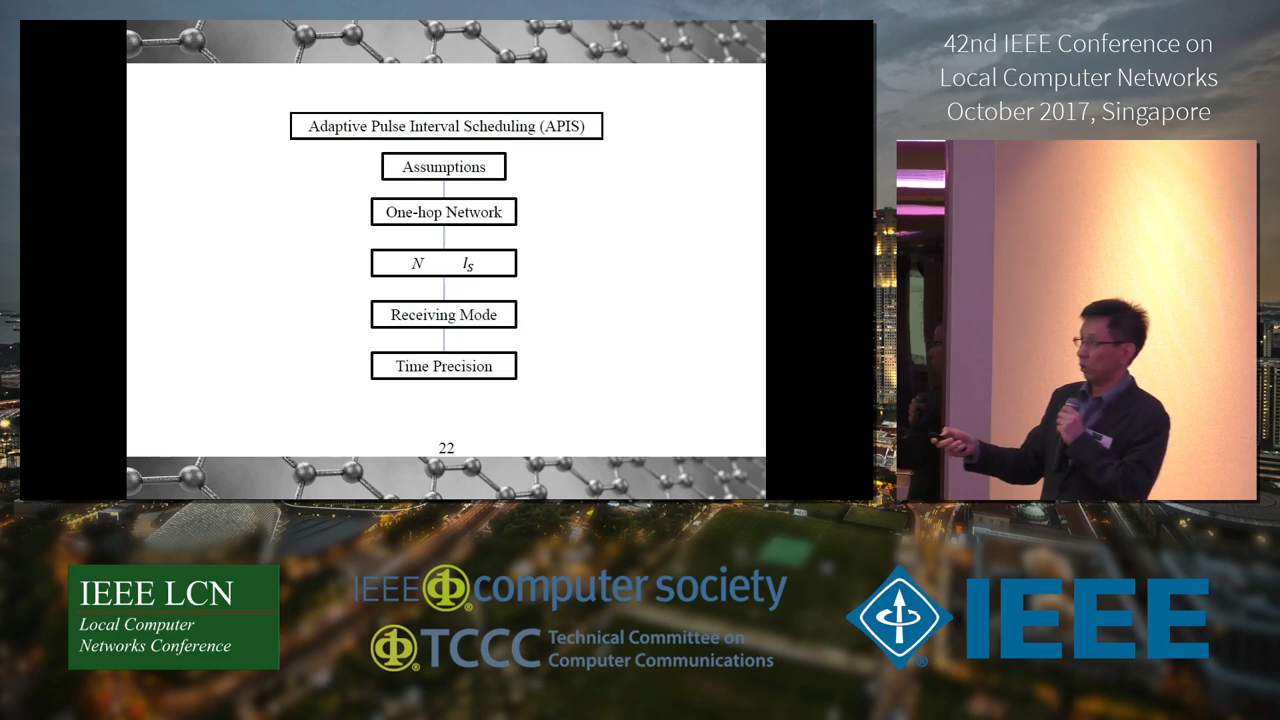 42nd IEEE Conference on
Local Computer Networks
October 2017, Singapore
Adaptive Pulse Interval Scheduling (APIS)
Assumptions
One-hop Network
N I_S
Receiving Mode
Time Precision
22
IEEE LCN
Local Computer
Networks Conference
IEEE computer society
TCCC Technical Committee on
Computer Communications
IEEE